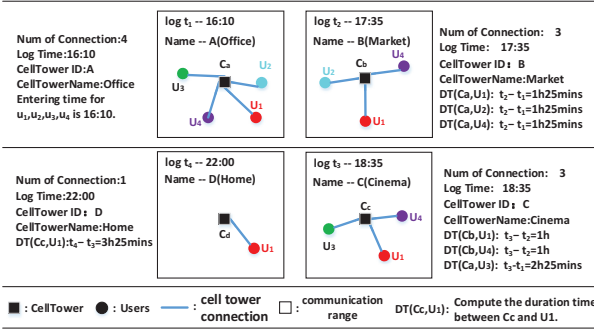 Num of Connection:4
Log Time:16:10
CellTower ID:A
CellTowerName:Office
Entering time for
u₁,u₂,u₃,u₄ is 16:10.
log t₁ -- 16:10
Name -- A(Office)
Cₐ
U₂
U₃
U₄
U₁
log t₂ -- 17:35
Name -- B(Market)
U₄
C_b
U₂
U₁
Num of Connection: 3
Log Time: 17:35
CellTower ID: B
CellTowerName:Market
DT(Ca,U1): t₂– t₁=1h25mins
DT(Ca,U2): t₂– t₁=1h25mins
DT(Ca,U4): t₂– t₁=1h25mins
Num of Connection:1
Log Time:22:00
CellTower ID: D
CellTowerName:Home
DT(Cc,U1):t₄– t₃=3h25mins
log t₄ -- 22:00
Name -- D(Home)
C_d
U₁
log t₃ -- 18:35
Name -- C(Cinema)
C_c
U₄
U₃
U₁
Num of Connection: 3
Log Time: 18:35
CellTower ID: C
CellTowerName:Cinema
DT(Cb,U1): t₃– t₂=1h
DT(Cb,U4): t₃– t₂=1h
DT(Ca,U3): t₃-t₁=2h25mins
: CellTower
: Users
: cell tower
connection
: communication
range
DT(Cc,U1): Compute the duration time
between Cc and U1.